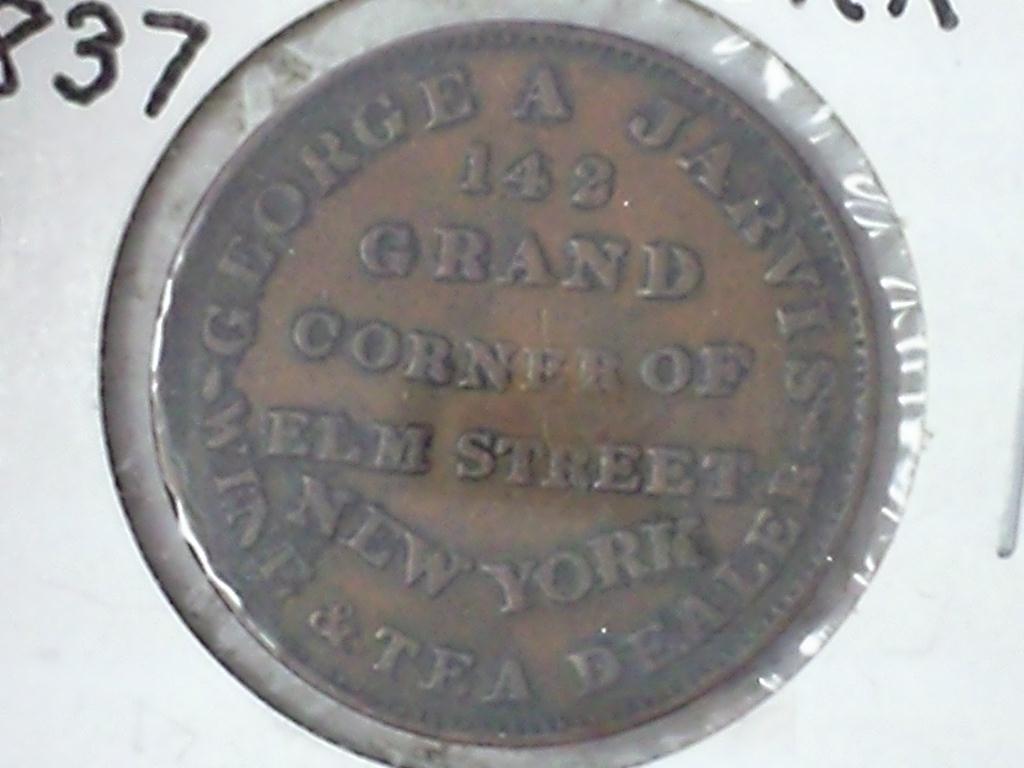 837
GEORGE A JARVIS
142
GRAND
CORNER OF
ELM STREET
NEW YORK
WINE & TEA DEALER